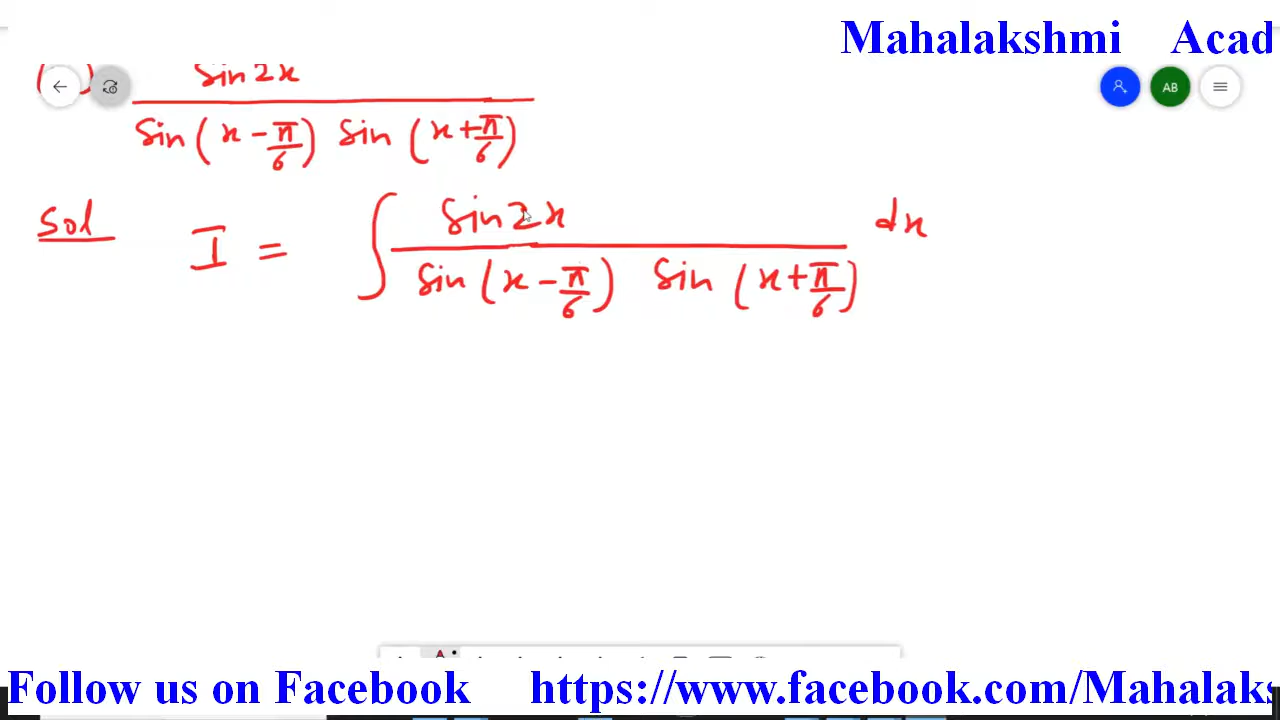 Mahalakshmi Acad
sin 2x
sin (x - π/6) sin (x + π/6)
AB
Sol I = ∫ sin 2x / sin (x - π/6) sin (x + π/6) dx
Follow us on Facebook https://www.facebook.com/Mahalaks